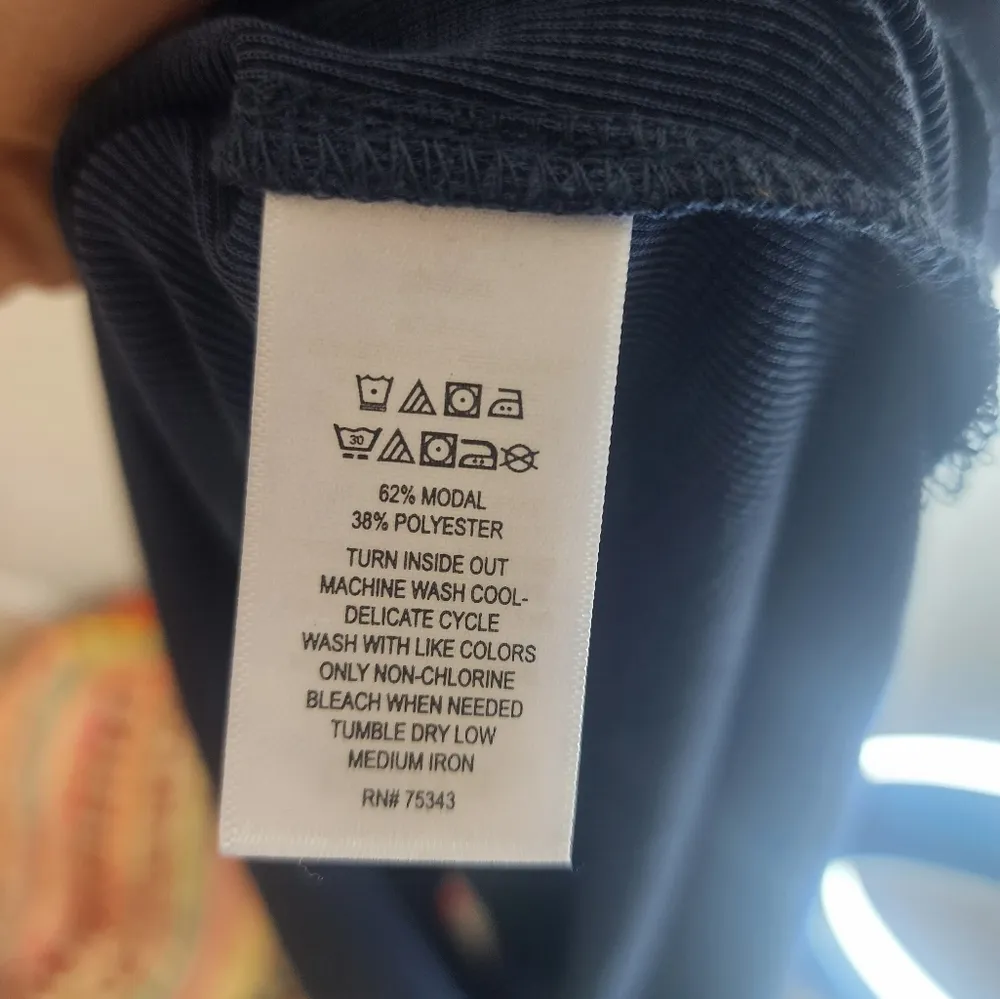 30
62% MODAL
38% POLYESTER
TURN INSIDE OUT
MACHINE WASH COOL-
DELICATE CYCLE
WASH WITH LIKE COLORS
ONLY NON-CHLORINE
BLEACH WHEN NEEDED
TUMBLE DRY LOW
MEDIUM IRON
RN# 75343